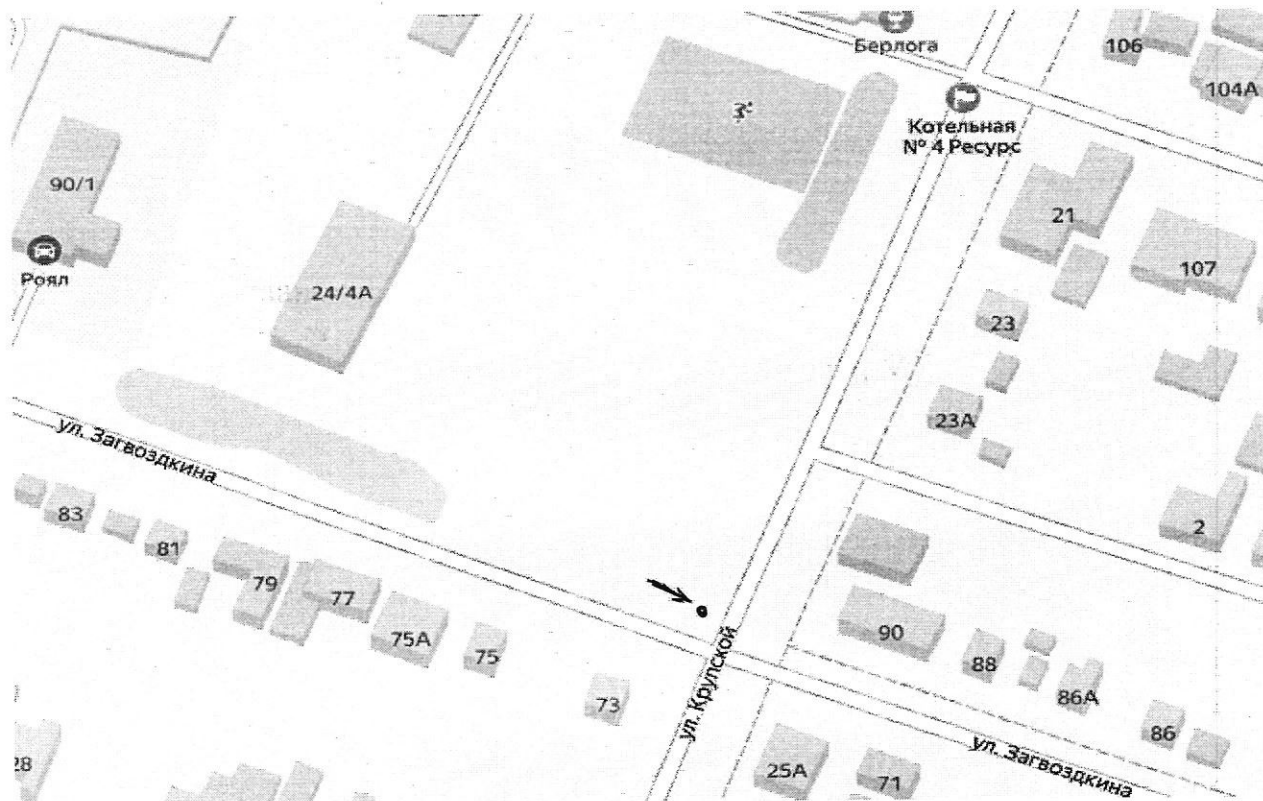 Берлога
106
104А
Котельная
№ 4 Ресурс
90/1
21
107
Роял
24/4А
23
23А
ул. Загвоздкина
83
81
79
77
75А
75
73
2
90
88
86А
86
ул. Крупской
ул. Загвоздкина
25А
71
28